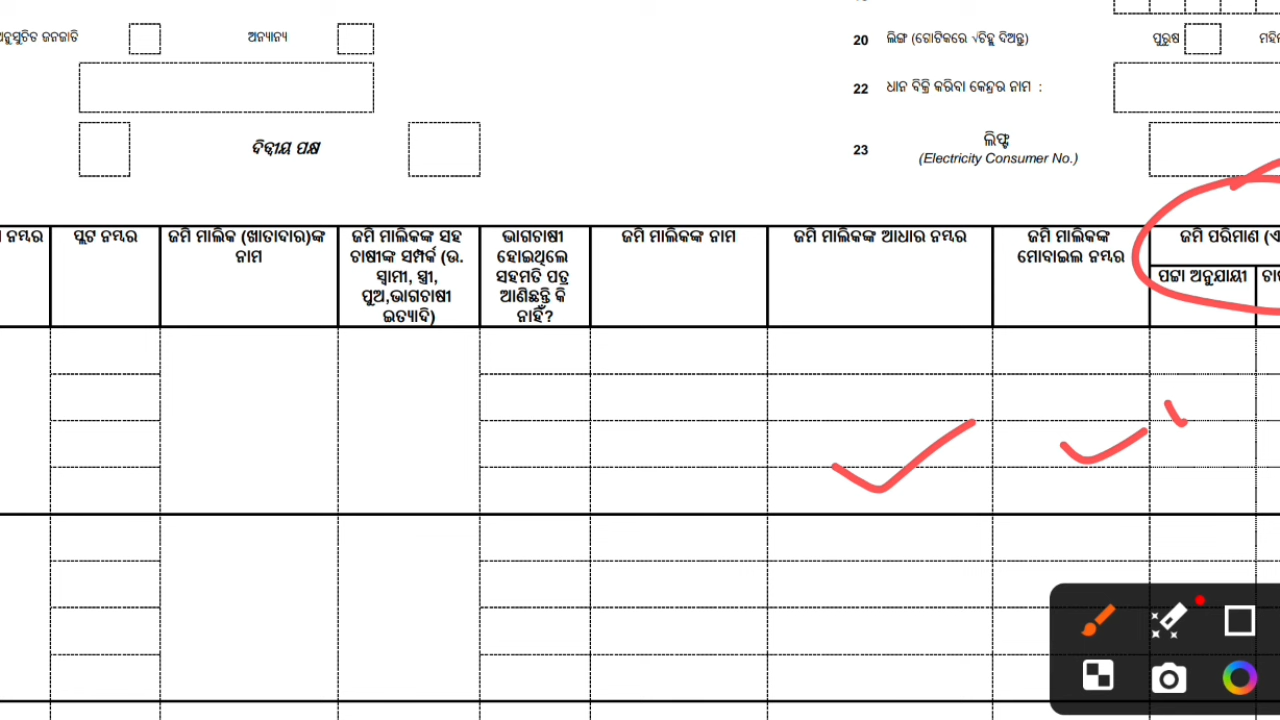 ଅନୁସୂଚିତ ଜନଜାତି
ଅନ୍ୟାନ୍ୟ
20 ଲିଙ୍ଗ (ଗୋଟିକରେ √ଚିହ୍ନ ଦିଅନ୍ତୁ)
ପୁରୁଷ
22 ଧାନ ବିକ୍ରି କରିବା କେନ୍ଦ୍ରର ନାମ :
ଦ୍ବିତୀୟ ପକ୍ଷ
23 ଲିଫ୍ଟ
(Electricity Consumer No.)
ନମ୍ବର
ପ୍ଲଟ ନମ୍ବର
ଜମି ମାଲିକ (ଖାତାଦାର)ଙ୍କ
ନାମ
ଜମି ମାଲିକଙ୍କ ସହ
ଚାଷୀଙ୍କ ସମ୍ପର୍କ (ଉ.
ସ୍ବାମୀ, ସ୍ତ୍ରୀ,
ପୁଅ,ଭାଗଚାଷୀ
ଇତ୍ୟାଦି)
ଭାଗଚାଷୀ
ହୋଇଥିଲେ
ସହମତି ପତ୍ର
ଆଣିଛନ୍ତି କି
ନାହିଁ?
ଜମି ମାଲିକଙ୍କ ନାମ
ଜମି ମାଲିକଙ୍କ ଆଧାର ନମ୍ବର
ଜମି ମାଲିକଙ୍କ
ମୋବାଇଲ ନମ୍ବର
ଜମି ପରିମାଣ (ଏ
ପଟ୍ଟା ଅନୁଯାୟୀ